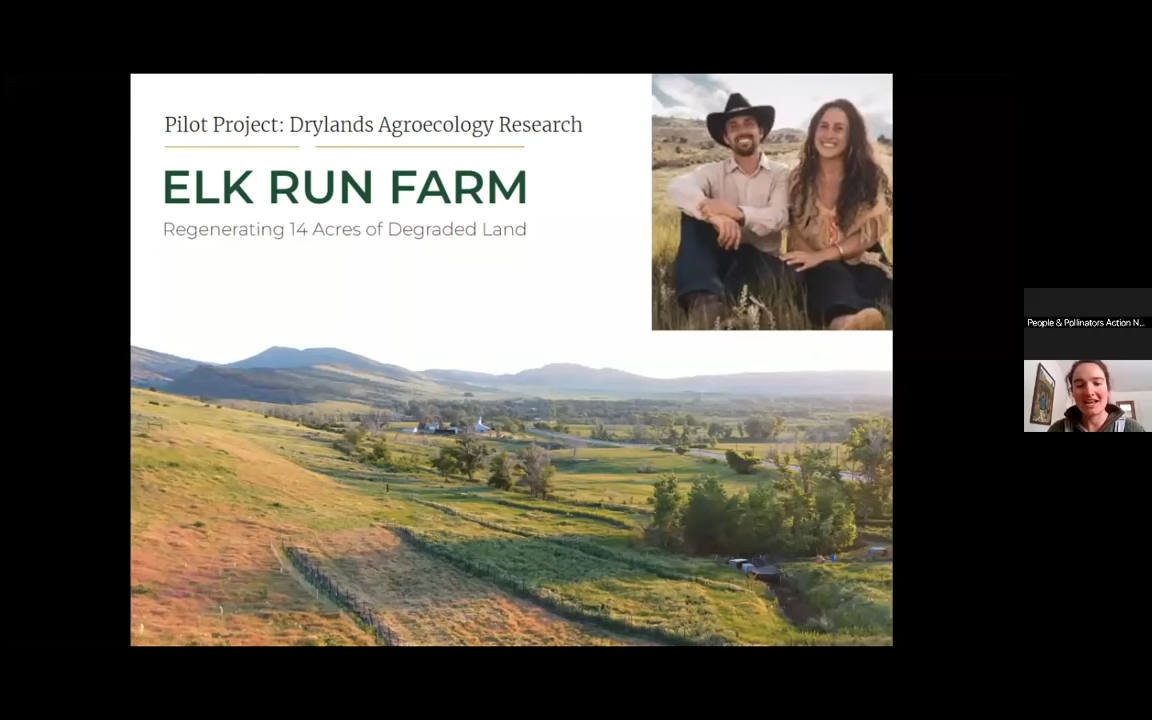 Pilot Project: Drylands Agroecology Research
ELK RUN FARM
Regenerating 14 Acres of Degraded Land
People & Pollinators Action N...